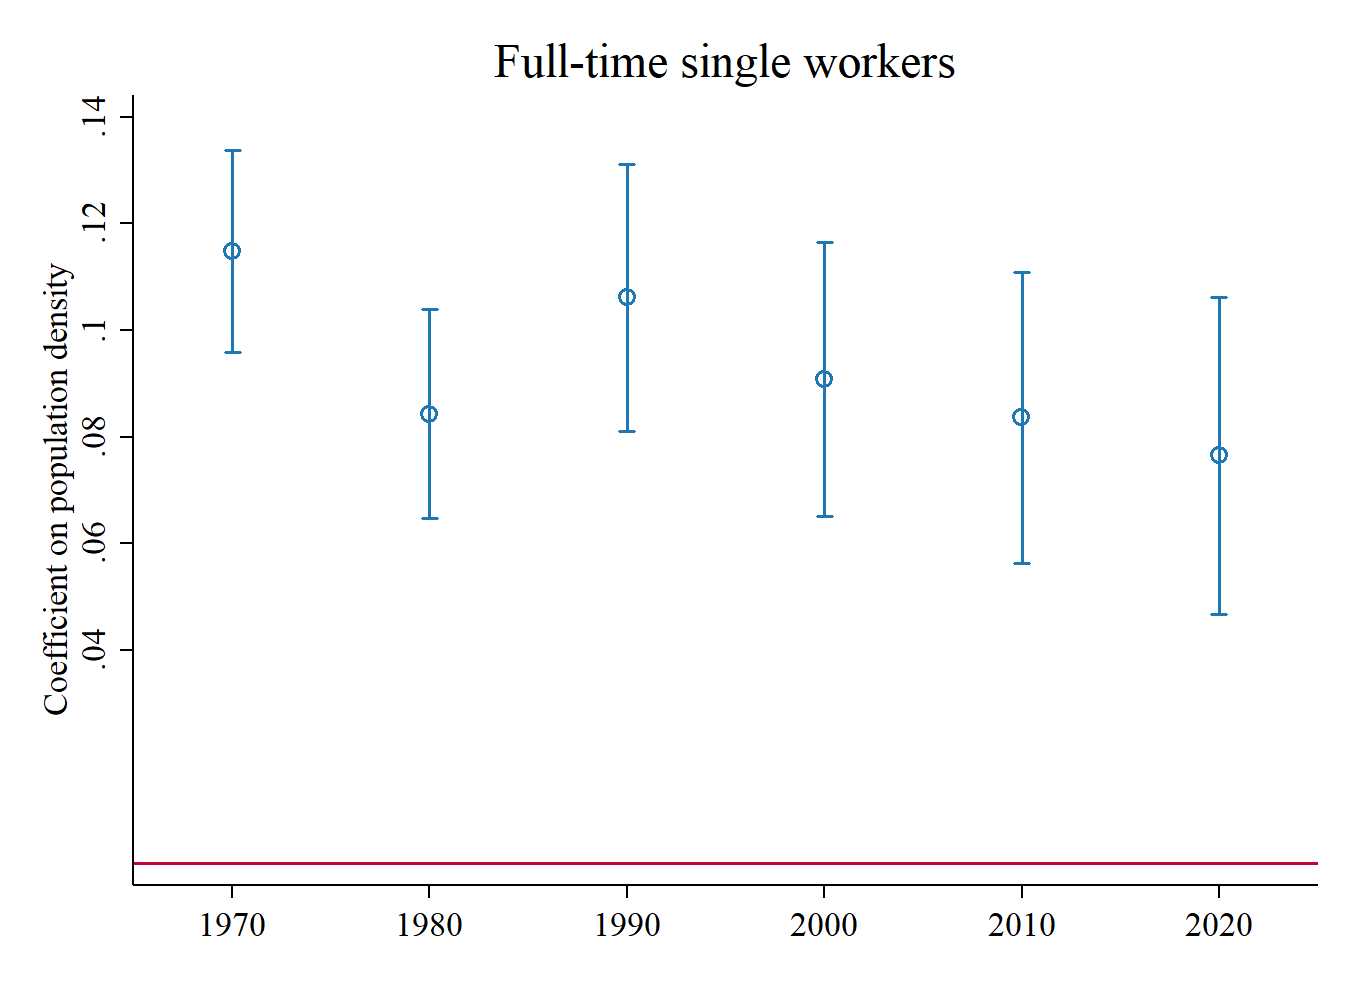 Full-time single workers
Coefficient on population density
.14
.12
.1
.08
.06
.04
1970 1980 1990 2000 2010 2020